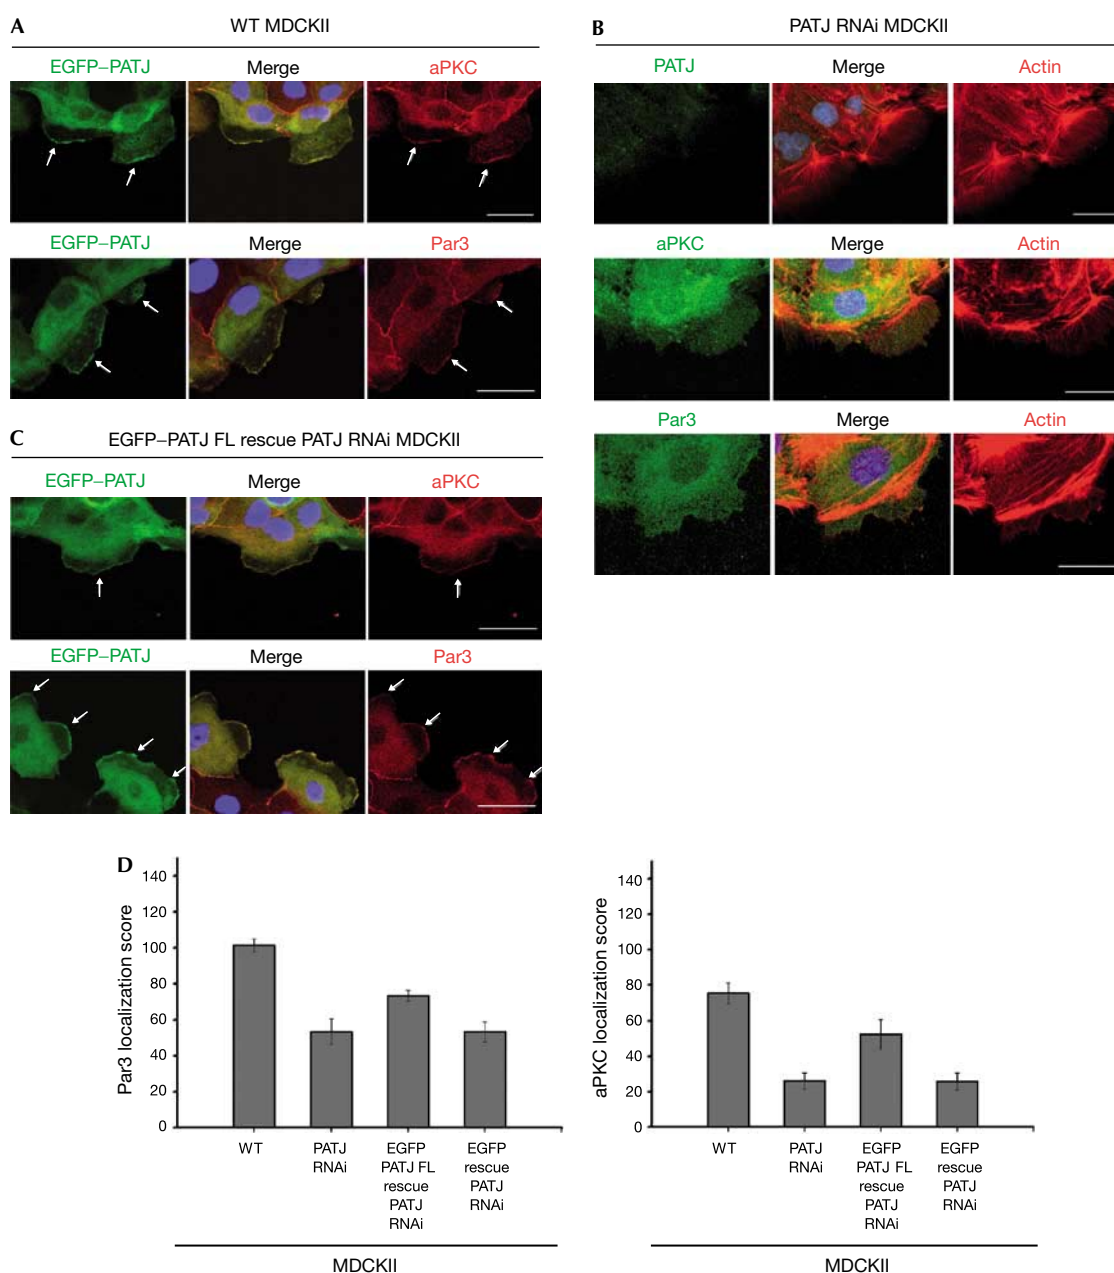 A
WT MDCKII
EGFP–PATJ Merge aPKC
EGFP–PATJ Merge Par3
B
PATJ RNAi MDCKII
PATJ Merge Actin
aPKC Merge Actin
Par3 Merge Actin
C
EGFP–PATJ FL rescue PATJ RNAi MDCKII
EGFP–PATJ Merge aPKC
EGFP–PATJ Merge Par3
D
Par3 localization score
140
120
100
80
60
40
20
0
WT
PATJ
RNAi
EGFP
PATJ FL
rescue
PATJ
RNAi
EGFP
rescue
PATJ
RNAi
MDCKII
aPKC localization score
140
120
100
80
60
40
20
0
WT
PATJ
RNAi
EGFP
PATJ FL
rescue
PATJ
RNAi
EGFP
rescue
PATJ
RNAi
MDCKII